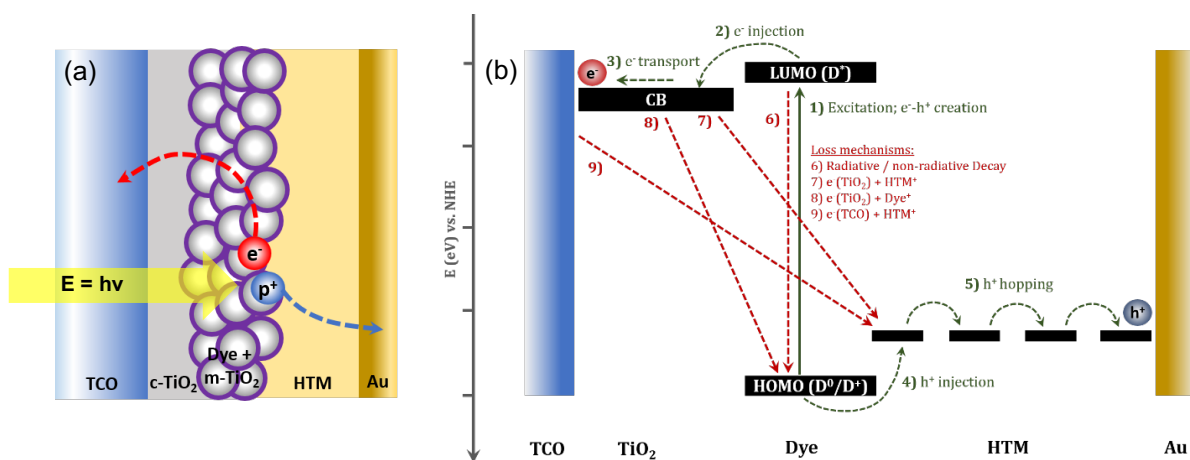 (a)
e⁻
p⁺
E = hν
Dye +
m-TiO₂
TCO
c-TiO₂
HTM
Au
(b)
E (eV) vs. NHE
2) e⁻ injection
3) e⁻ transport
e⁻
LUMO (D*)
CB
1) Excitation; e⁻-h⁺ creation
8)
7)
6)
9)
Loss mechanisms:
6) Radiative / non-radiative Decay
7) e⁻(TiO₂) + HTM⁺
8) e⁻(TiO₂) + Dye⁺
9) e⁻(TCO) + HTM⁺
5) h⁺ hopping
h⁺
HOMO (D⁰/D⁺)
4) h⁺ injection
TCO
TiO₂
Dye
HTM
Au